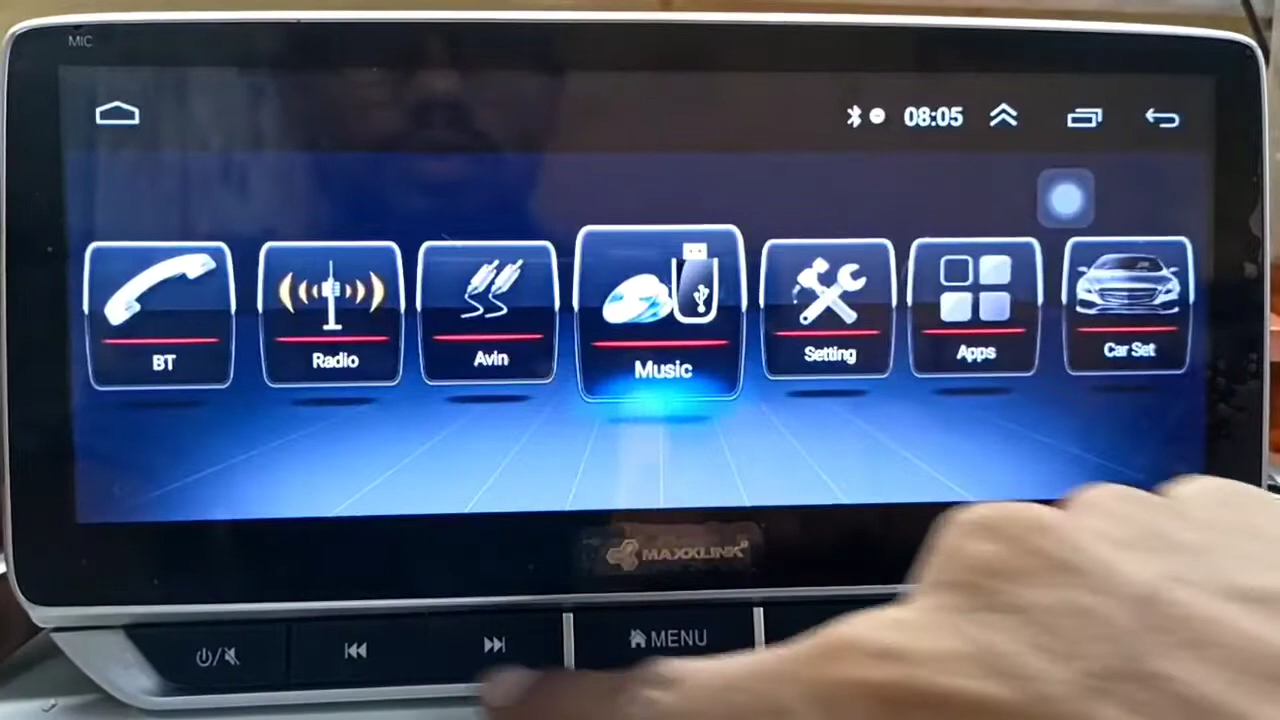 MIC
08:05
BT
Radio
Avin
Music
Setting
Apps
Car Set
MAXXLINK
MENU